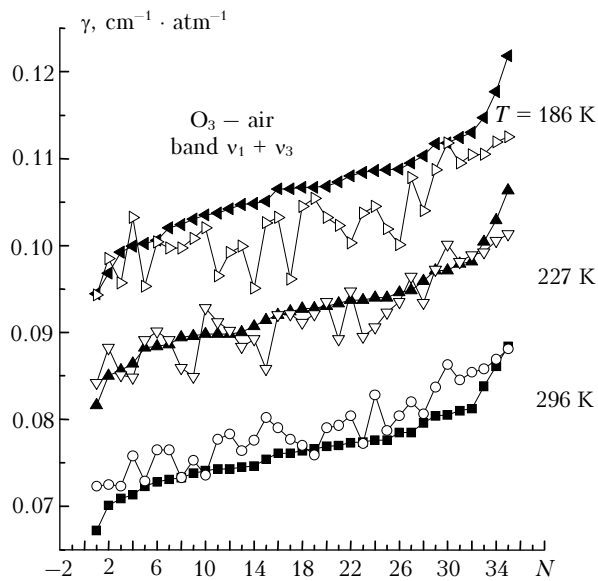 γ, cm⁻¹ · atm⁻¹
0.12
T = 186 K
O₃ – air
band ν₁ + ν₃
0.11
0.10
227 K
0.09
296 K
0.08
0.07
–2 2 6 10 14 18 22 26 30 34 N